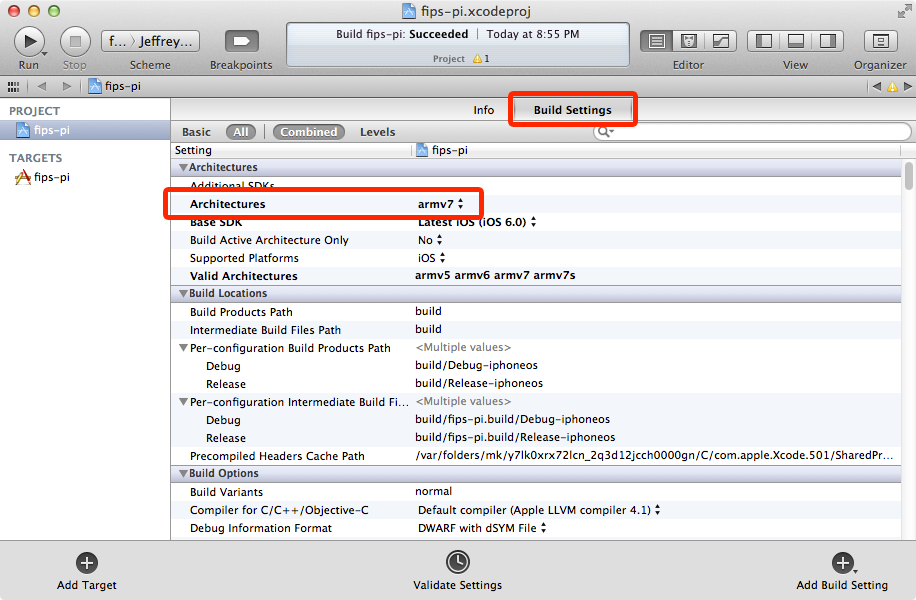 fips-pi.xcodeproj
f... 〉 Jeffrey...
Build fips-pi: Succeeded | Today at 8:55 PM
Project 1
Run Stop Scheme Breakpoints Editor View Organizer
fips-pi
PROJECT
fips-pi
TARGETS
fips-pi
Info Build Settings
Basic All Combined Levels
Setting fips-pi
Architectures
Additional SDKs
Architectures armv7
Base SDK Latest iOS (iOS 6.0)
Build Active Architecture Only No
Supported Platforms iOS
Valid Architectures armv5 armv6 armv7 armv7s
Build Locations
Build Products Path build
Intermediate Build Files Path build
Per-configuration Build Products Path <Multiple values>
Debug build/Debug-iphoneos
Release build/Release-iphoneos
Per-configuration Intermediate Build Fi... <Multiple values>
Debug build/fips-pi.build/Debug-iphoneos
Release build/fips-pi.build/Release-iphoneos
Precompiled Headers Cache Path /var/folders/mk/y7lk0xrx72lcn_2q3d12jcch0000gn/C/com.apple.Xcode.501/SharedPr...
Build Options
Build Variants normal
Compiler for C/C++/Objective-C Default compiler (Apple LLVM compiler 4.1)
Debug Information Format DWARF with dSYM File
Add Target Validate Settings Add Build Setting